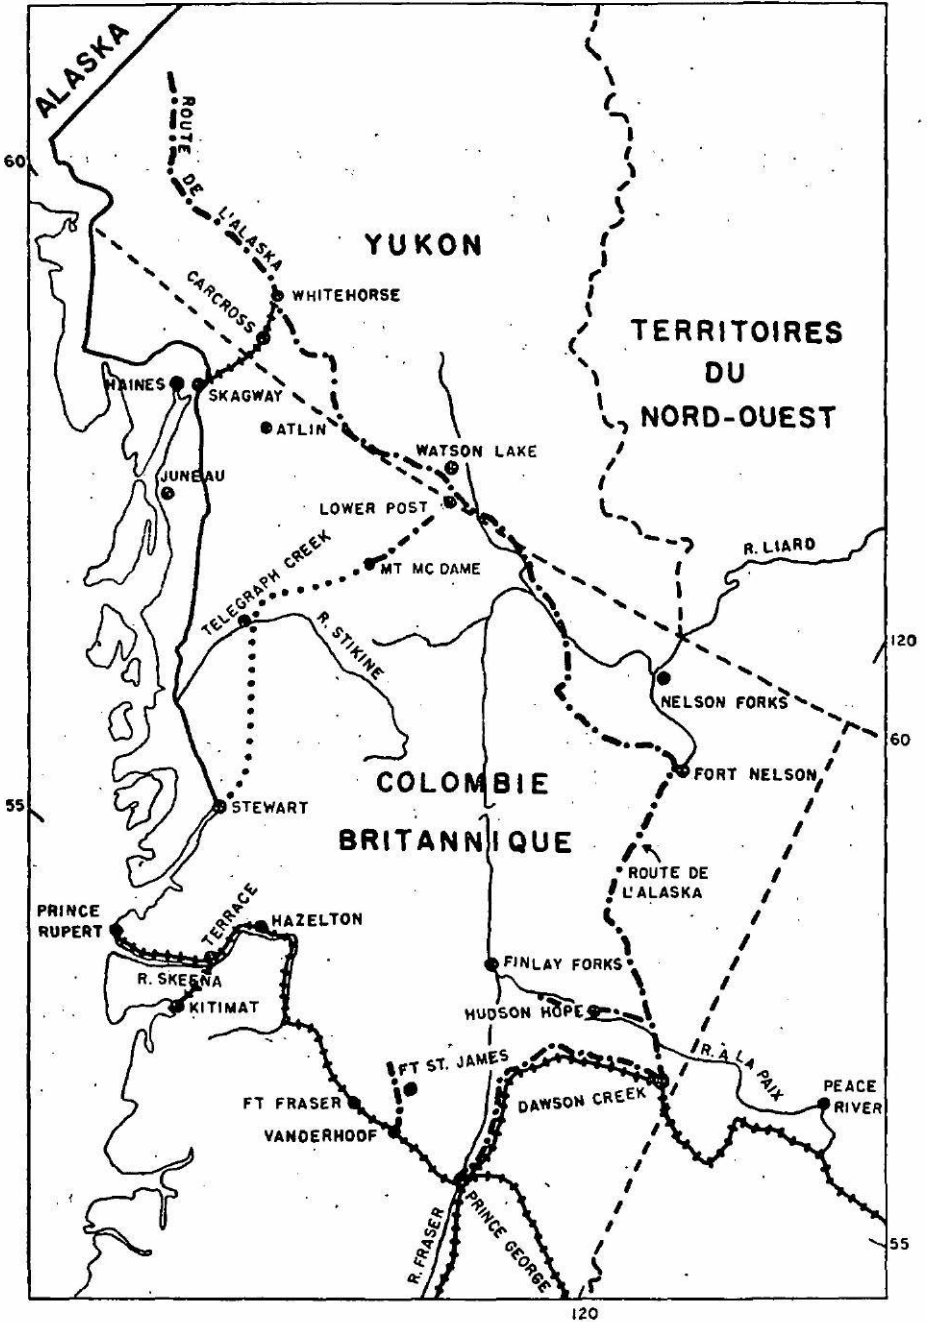 ALASKA
60
ROUTE DE L'ALASKA
YUKON
CARCROSS
WHITEHORSE
TERRITOIRES
DU
NORD-OUEST
HAINES
SKAGWAY
ATLIN
WATSON LAKE
JUNEAU
LOWER POST
R. LIARD
TELEGRAPH CREEK
MT MC DAME
R. STIKINE
120
NELSON FORKS
60
FORT NELSON
COLOMBIE
BRITANNIQUE
55
STEWART
ROUTE DE
L'ALASKA
PRINCE
RUPERT
TERRACE
HAZELTON
R. SKEENA
FINLAY FORKS
KITIMAT
HUDSON HOPE
R. À LA PAIX
FT ST. JAMES
DAWSON CREEK
PEACE
RIVER
FT FRASER
VANDERHOOF
R. FRASER
PRINCE GEORGE
55
120